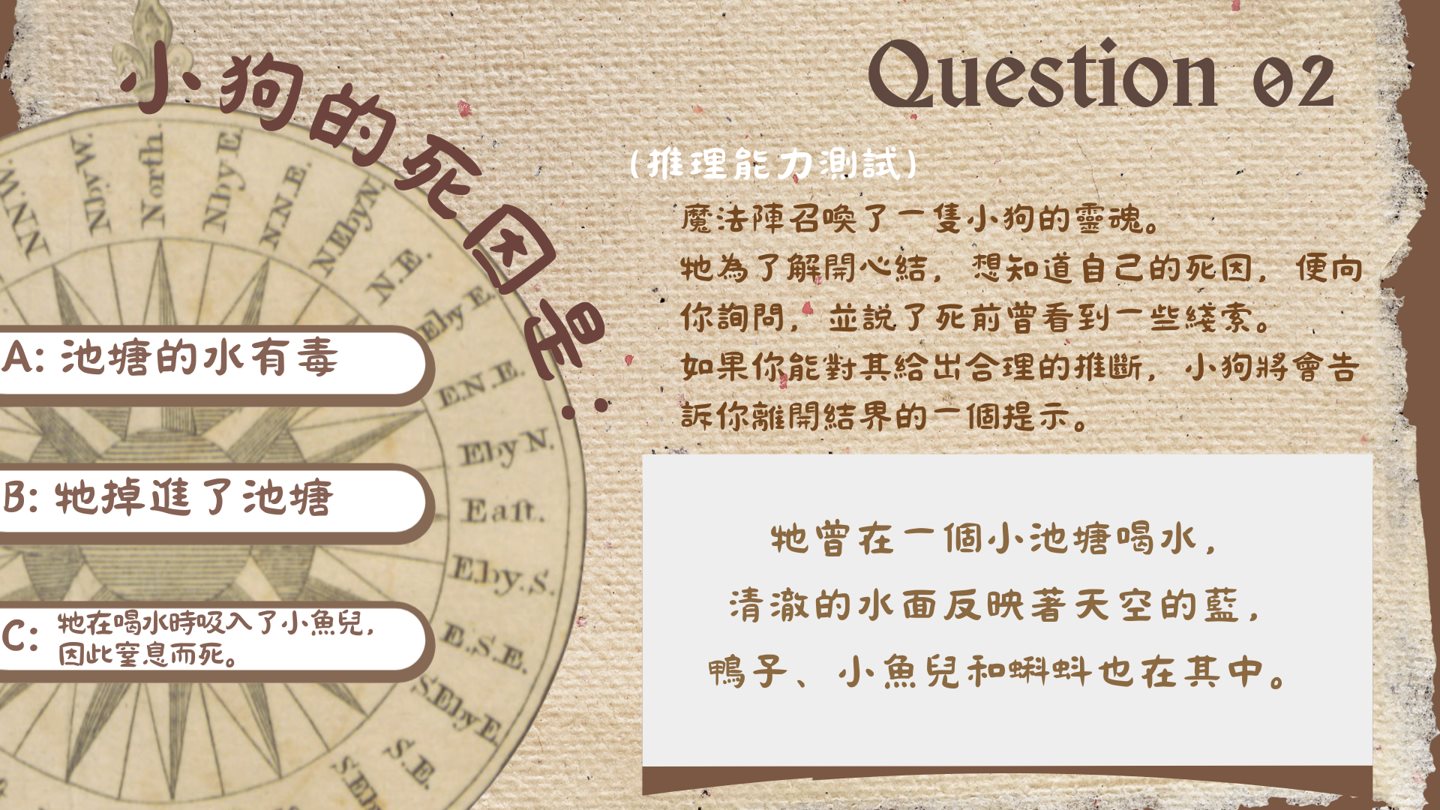 小狗的死因是：
Question 02
(推理能力測試)
魔法陣召喚了一隻小狗的靈魂。
牠為了解開心結，想知道自己的死因，便向
你詢問，並說了死前曾看到一些綫索。
如果你能對其給出合理的推斷，小狗將會告
訴你離開結界的一個提示。
A: 池塘的水有毒
B: 牠掉進了池塘
C: 牠在喝水時吸入了小魚兒，
因此窒息而死。
牠曾在一個小池塘喝水，
清澈的水面反映著天空的藍，
鴨子、小魚兒和蝌蚪也在其中。
N.W.
NbyW.
North.
Nby E
N.N.E.
NEbyN.
N.E.
Eby E.
EN.E.
Eby N.
East.
Eby.S.
E.S.E.
SEby E.
S.E.